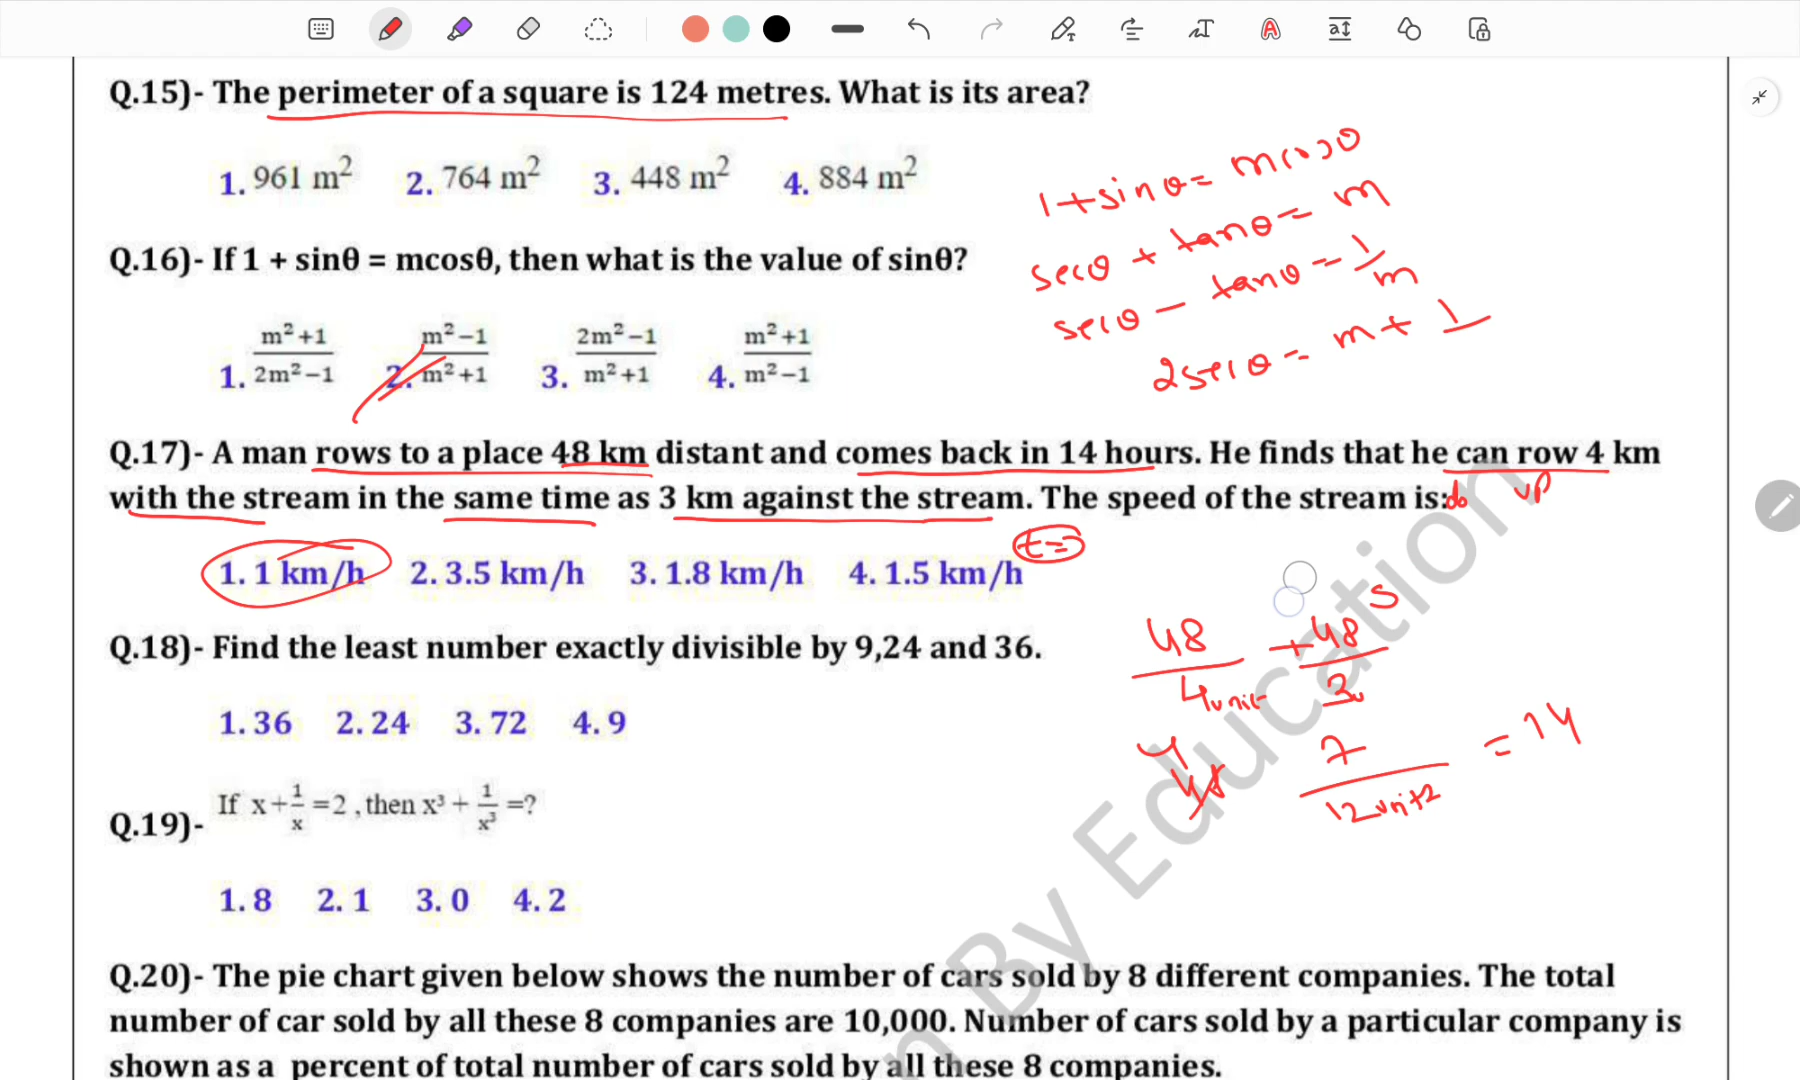 Q.15)- The perimeter of a square is 124 metres. What is its area?
1. 961 m² 2. 764 m² 3. 448 m² 4. 884 m²
1+sinθ= mcosθ
secθ + tanθ = m
secθ - tanθ = 1/m
2secθ = m + 1
Q.16)- If 1 + sinθ = mcosθ, then what is the value of sinθ?
1. m²+1/2m²−1 2. m²−1/m²+1 3. 2m²−1/m²+1 4. m²+1/m²−1
Q.17)- A man rows to a place 48 km distant and comes back in 14 hours. He finds that he can row 4 km
with the stream in the same time as 3 km against the stream. The speed of the stream is:
do up
t=
1. 1 km/h 2. 3.5 km/h 3. 1.8 km/h 4. 1.5 km/h
S
48/4unit + 48/3u
7/12unit = 14
Q.18)- Find the least number exactly divisible by 9,24 and 36.
1. 36 2. 24 3. 72 4. 9
Q.19)- If x+1/x=2 , then x³ + 1/x³ =?
1. 8 2. 1 3. 0 4. 2
Q.20)- The pie chart given below shows the number of cars sold by 8 different companies. The total
number of car sold by all these 8 companies are 10,000. Number of cars sold by a particular company is
shown as a percent of total number of cars sold by all these 8 companies.
By Education